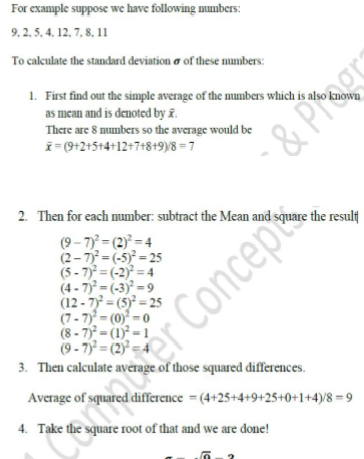 For example suppose we have following numbers:
9, 2, 5, 4, 12, 7, 8, 11
To calculate the standard deviation σ of these numbers:
1. First find out the simple average of the numbers which is also known
as mean and is denoted by x̄.
There are 8 numbers so the average would be
x̄ = (9+2+5+4+12+7+8+9)/8 = 7
2. Then for each number: subtract the Mean and square the result
(9 – 7)² = (2)² = 4
(2 – 7)² = (-5)² = 25
(5 - 7)² = (-2)² = 4
(4 - 7)² = (-3)² = 9
(12 - 7)² = (5)² = 25
(7 - 7)² = (0)² = 0
(8 - 7)² = (1)² = 1
(9 - 7)² = (2)² = 4
3. Then calculate average of those squared differences.
Average of squared difference = (4+25+4+9+25+0+1+4)/8 = 9
4. Take the square root of that and we are done!
Computer Concepts & Progr